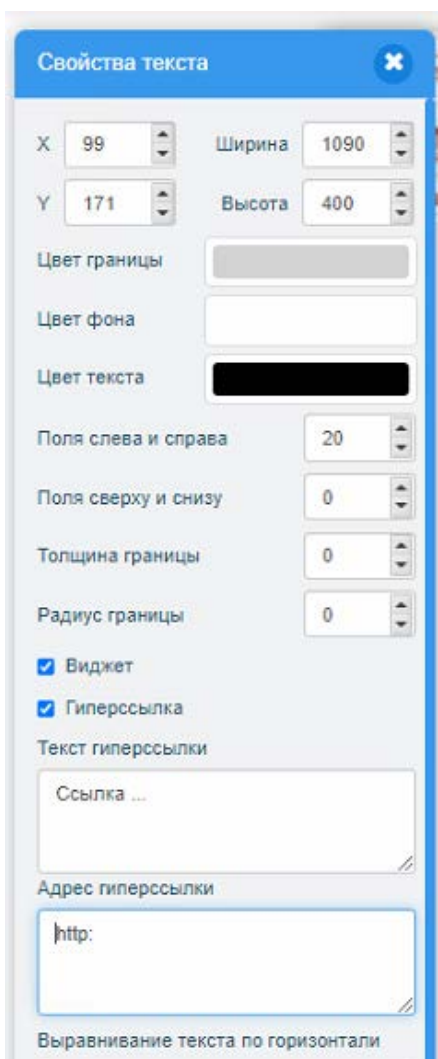 Свойства текста
X 99 Ширина 1090
Y 171 Высота 400
Цвет границы
Цвет фона
Цвет текста
Поля слева и справа 20
Поля сверху и снизу 0
Толщина границы 0
Радиус границы 0
Виджет
Гиперссылка
Текст гиперссылки
Ссылка ...
Адрес гиперссылки
http:
Выравнивание текста по горизонтали